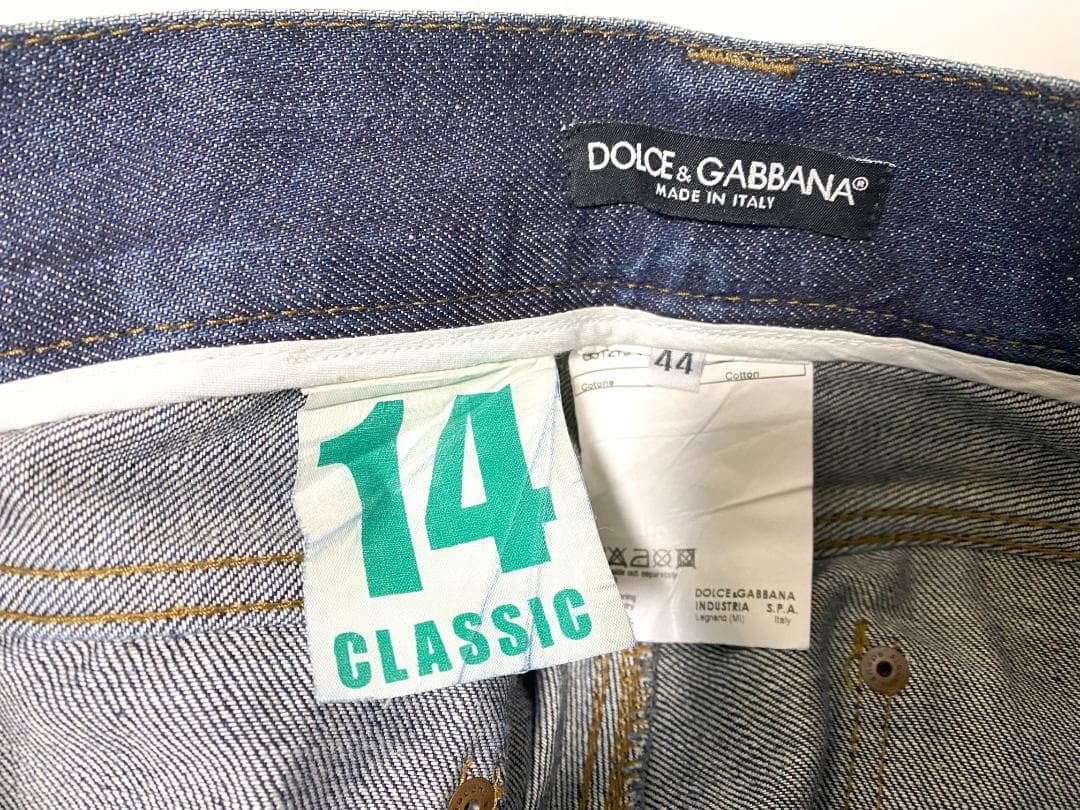 DOLCE & GABBANA®
MADE IN ITALY
14
CLASSIC
44
Cotone
Cotton
DOLCE&GABBANA
INDUSTRIA S.P.A.
Legnano (MI) Italy